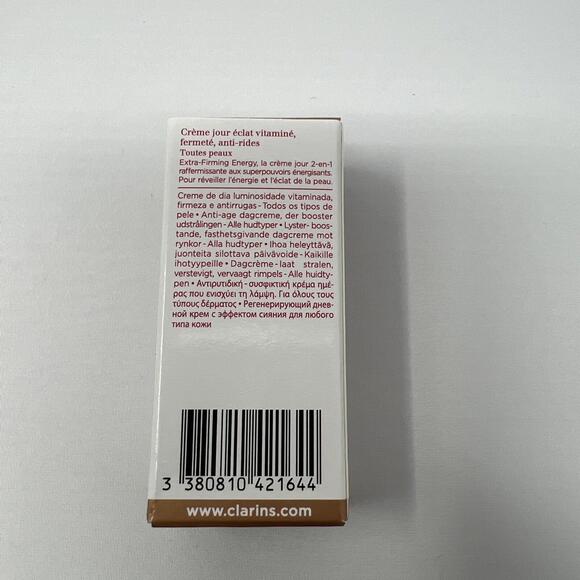 Crème jour éclat vitaminé,
fermeté, anti-rides
Toutes peaux
Extra-Firming Energy, la crème jour 2-en-1
raffermissante aux superpouvoirs énergisants.
Pour réveiller l'énergie et l'éclat de la peau.
Creme de dia luminosidade vitaminada,
firmeza e antirrugas - Todos os tipos de
pele • Anti-age dagcreme, der booster
udstrålingen - Alle hudtyper • Lyster- boos-
tande, fasthetsgivande dagcreme mot
rynkor - Alla hudtyper • Ihoa heleyttävä,
juonteita silottava päivävoide - Kaikille
ihotyypeille • Dagcrème - laat stralen,
verstevigt, vervaagt rimpels - Alle huidty-
pen • Αντιρυτιδική - συσφικτική κρέμα ημέ-
ρας που ενισχύει τη λάμψη. Για όλους τους
τύπους δέρματος • Регенерирующий днев-
ной крем с эффектом сияния для любого
типа кожи
3 380810 421644
www.clarins.com